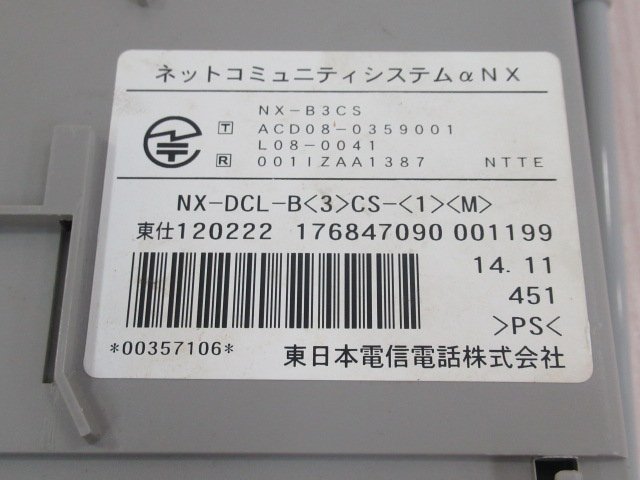 ネットコミュニティシステムαNX
NX-B3CS
T ACD08-0359001
L08-0041
R 001IZAA1387 NTTE
NX-DCL-B<3>CS-<1><M>
東仕120222 176847090 001199
14.11
451
>PS<
*00357106* 東日本電信電話株式会社